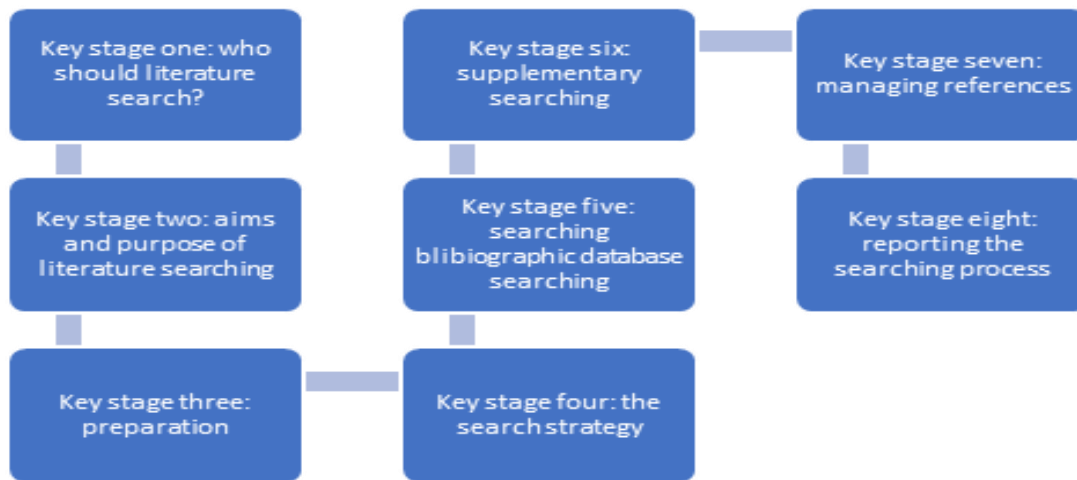 Key stage one: who
should literature
search?
Key stage two: aims
and purpose of
literature searching
Key stage three:
preparation
Key stage four: the
search strategy
Key stage five:
searching
blibiographic database
searching
Key stage six:
supplementary
searching
Key stage seven:
managing references
Key stage eight:
reporting the
searching process